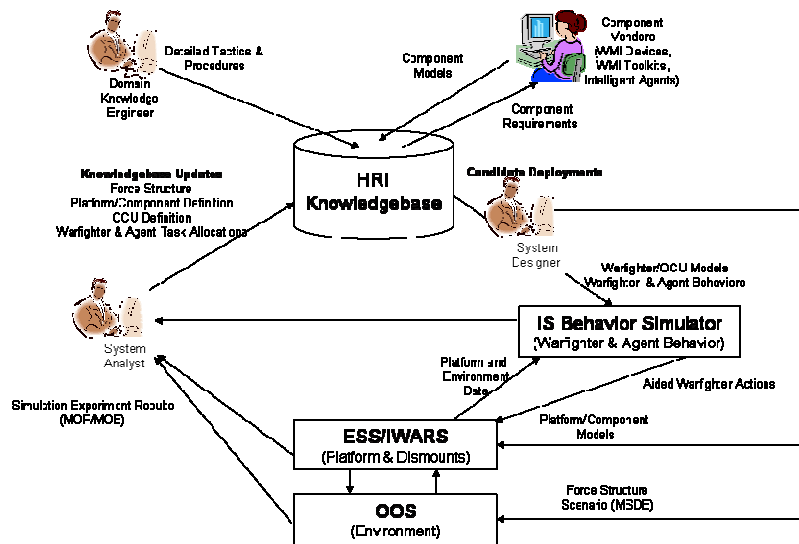 Detailed Tactics &
Procedures
Domain
Knowledge
Engineer
Component
Models
Component
Vendors
(WMI Devices,
WMI Toolkits,
Intelligent Agents)
Component
Requirements
HRI
Knowledgebase
Knowledgebase Updates
Force Structure
Platform/Component Definition
OCU Definition
Warfighter & Agent Task Allocations
Candidate Deployments
System
Designer
Warfighter/OCU Models
Warfighter & Agent Behaviors
IS Behavior Simulator
(Warfighter & Agent Behavior)
System
Analyst
Platform and
Environment
Data
Aided Warfighter Actions
Simulation Experiment Results
(MOP/MOE)
ESS/IWARS
(Platform & Dismounts)
Platform/Component
Models
OOS
(Environment)
Force Structure
Scenario (MSDE)